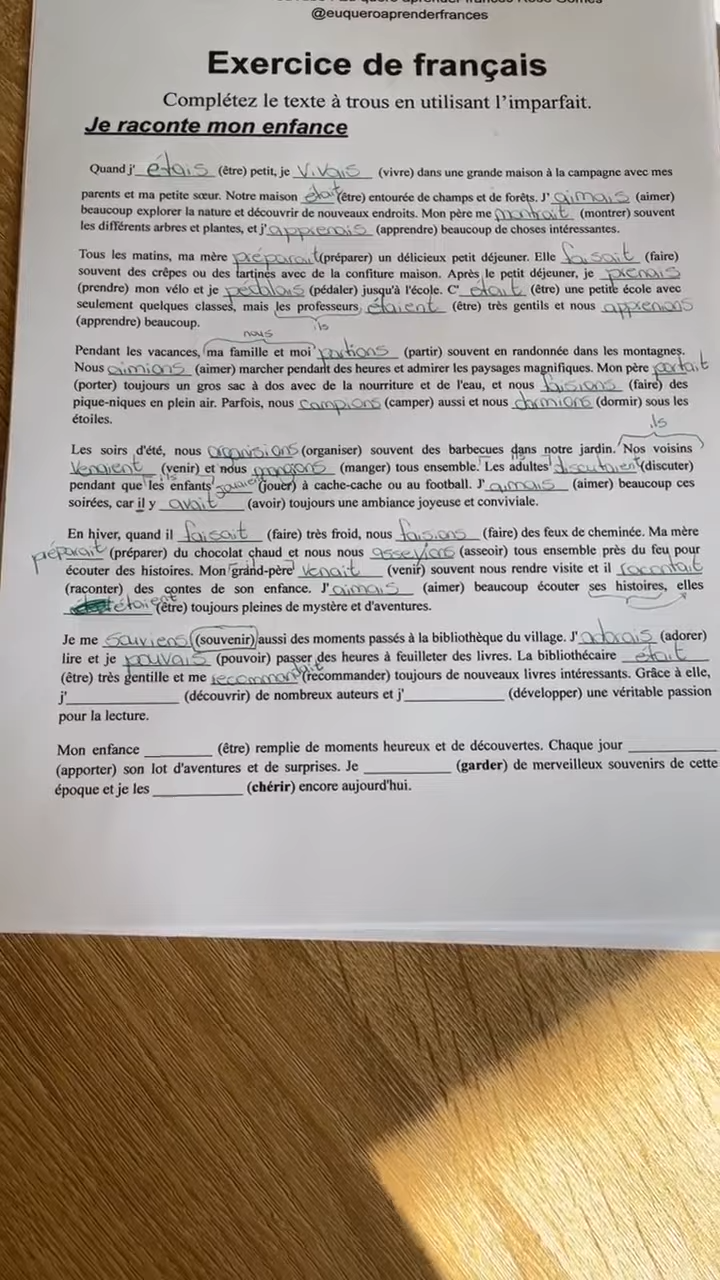 @euqueroaprenderfrances
Exercice de français
Complétez le texte à trous en utilisant l'imparfait.
Je raconte mon enfance
Quand j' étais (être) petit, je vivais (vivre) dans une grande maison à la campagne avec mes
parents et ma petite sœur. Notre maison était (être) entourée de champs et de forêts. J' aimais (aimer)
beaucoup explorer la nature et découvrir de nouveaux endroits. Mon père me montrait (montrer) souvent
les différents arbres et plantes, et j' apprenais (apprendre) beaucoup de choses intéressantes.
Tous les matins, ma mère préparait (préparer) un délicieux petit déjeuner. Elle faisait (faire)
souvent des crêpes ou des tartines avec de la confiture maison. Après le petit déjeuner, je prenais
(prendre) mon vélo et je pédalais (pédaler) jusqu'à l'école. C' était (être) une petite école avec
seulement quelques classes, mais les professeurs étaient (être) très gentils et nous apprenions
(apprendre) beaucoup.
ils
nous
Pendant les vacances, ma famille et moi partions (partir) souvent en randonnée dans les montagnes.
Nous aimions (aimer) marcher pendant des heures et admirer les paysages magnifiques. Mon père portait
(porter) toujours un gros sac à dos avec de la nourriture et de l'eau, et nous faisions (faire) des
pique-niques en plein air. Parfois, nous campions (camper) aussi et nous dormions (dormir) sous les
étoiles.
ils
Les soirs d'été, nous organisions (organiser) souvent des barbecues dans notre jardin. Nos voisins
venaient (venir) et nous (manger) tous ensemble. Les adultes discutaient (discuter)
pendant que les enfants (jouer) à cache-cache ou au football. J' aimais (aimer) beaucoup ces
soirées, car il y avait (avoir) toujours une ambiance joyeuse et conviviale.
En hiver, quand il faisait (faire) très froid, nous faisions (faire) des feux de cheminée. Ma mère
préparait (préparer) du chocolat chaud et nous nous asseyions (asseoir) tous ensemble près du feu pour
écouter des histoires. Mon grand-père venait (venir) souvent nous rendre visite et il racontait
(raconter) des contes de son enfance. J' aimais (aimer) beaucoup écouter ses histoires, elles
étaient (être) toujours pleines de mystère et d'aventures.
Je me souviens (souvenir) aussi des moments passés à la bibliothèque du village. J' adorais (adorer)
lire et je pouvais (pouvoir) passer des heures à feuilleter des livres. La bibliothécaire était
(être) très gentille et me recommandait (recommander) toujours de nouveaux livres intéressants. Grâce à elle,
j' (découvrir) de nombreux auteurs et j' (développer) une véritable passion
pour la lecture.
Mon enfance (être) remplie de moments heureux et de découvertes. Chaque jour
(apporter) son lot d'aventures et de surprises. Je (garder) de merveilleux souvenirs de cette
époque et je les (chérir) encore aujourd'hui.